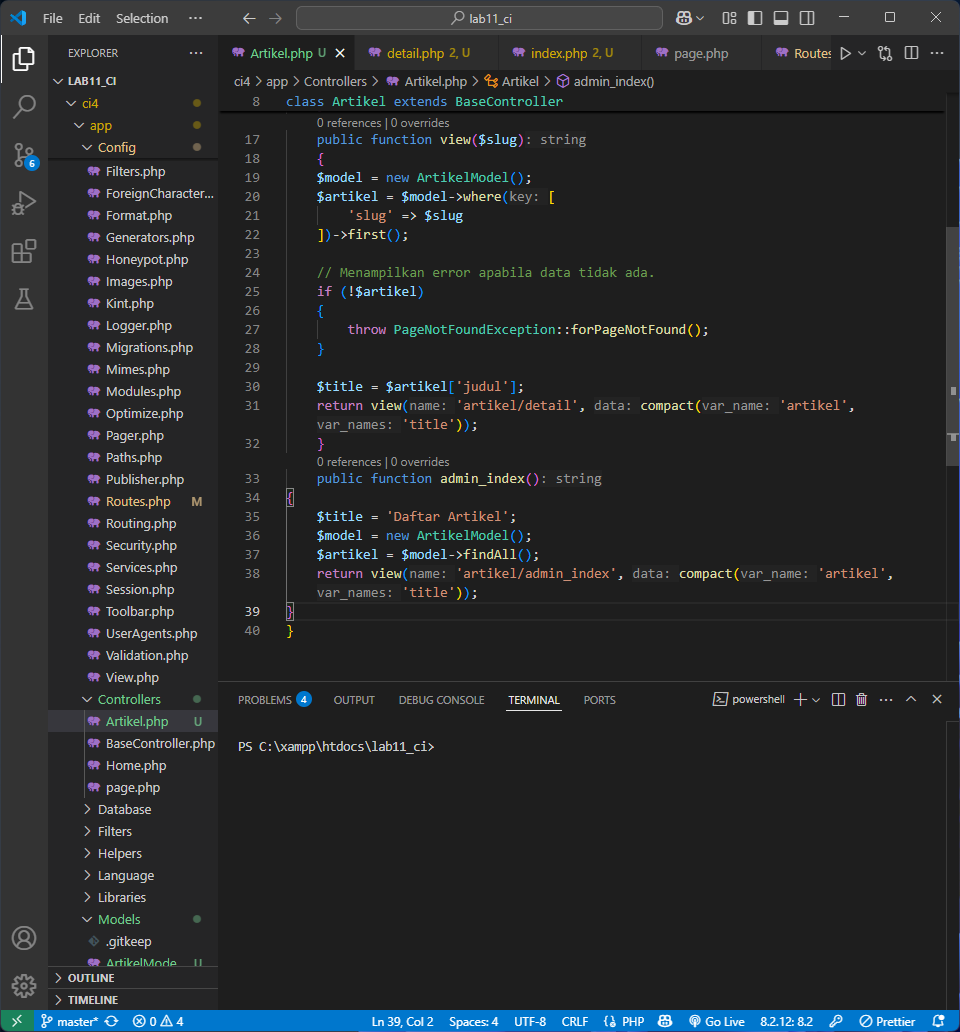 File Edit Selection ··· lab11_ci
EXPLORER ···
LAB11_CI
ci4
app
Config
Filters.php
ForeignCharacter...
Format.php
Generators.php
Honeypot.php
Images.php
Kint.php
Logger.php
Migrations.php
Mimes.php
Modules.php
Optimize.php
Pager.php
Paths.php
Publisher.php
Routes.php M
Routing.php
Security.php
Services.php
Session.php
Toolbar.php
UserAgents.php
Validation.php
View.php
Controllers
Artikel.php U
BaseController.php
Home.php
page.php
Database
Filters
Helpers
Language
Libraries
Models
.gitkeep
ArtikelMode U
OUTLINE
TIMELINE
6
Artikel.php U detail.php 2, U index.php 2, U page.php Routes
ci4 > app > Controllers > Artikel.php > Artikel > admin_index()
8 class Artikel extends BaseController
0 references | 0 overrides
17 public function view($slug): string
18 {
19 $model = new ArtikelModel();
20 $artikel = $model->where(key: [
21 'slug' => $slug
22 ])->first();
23
24 // Menampilkan error apabila data tidak ada.
25 if (!$artikel)
26 {
27 throw PageNotFoundException::forPageNotFound();
28 }
29
30 $title = $artikel['judul'];
31 return view(name: 'artikel/detail', data: compact(var_name: 'artikel',
var_names: 'title'));
32 }
0 references | 0 overrides
33 public function admin_index(): string
34 {
35 $title = 'Daftar Artikel';
36 $model = new ArtikelModel();
37 $artikel = $model->findAll();
38 return view(name: 'artikel/admin_index', data: compact(var_name: 'artikel',
var_names: 'title'));
39 }
40 }
PROBLEMS 4 OUTPUT DEBUG CONSOLE TERMINAL PORTS powershell
PS C:\xampp\htdocs\lab11_ci>
master* 0 4 Ln 39, Col 2 Spaces: 4 UTF-8 CRLF {} PHP Go Live 8.2.12: 8.2 Prettier